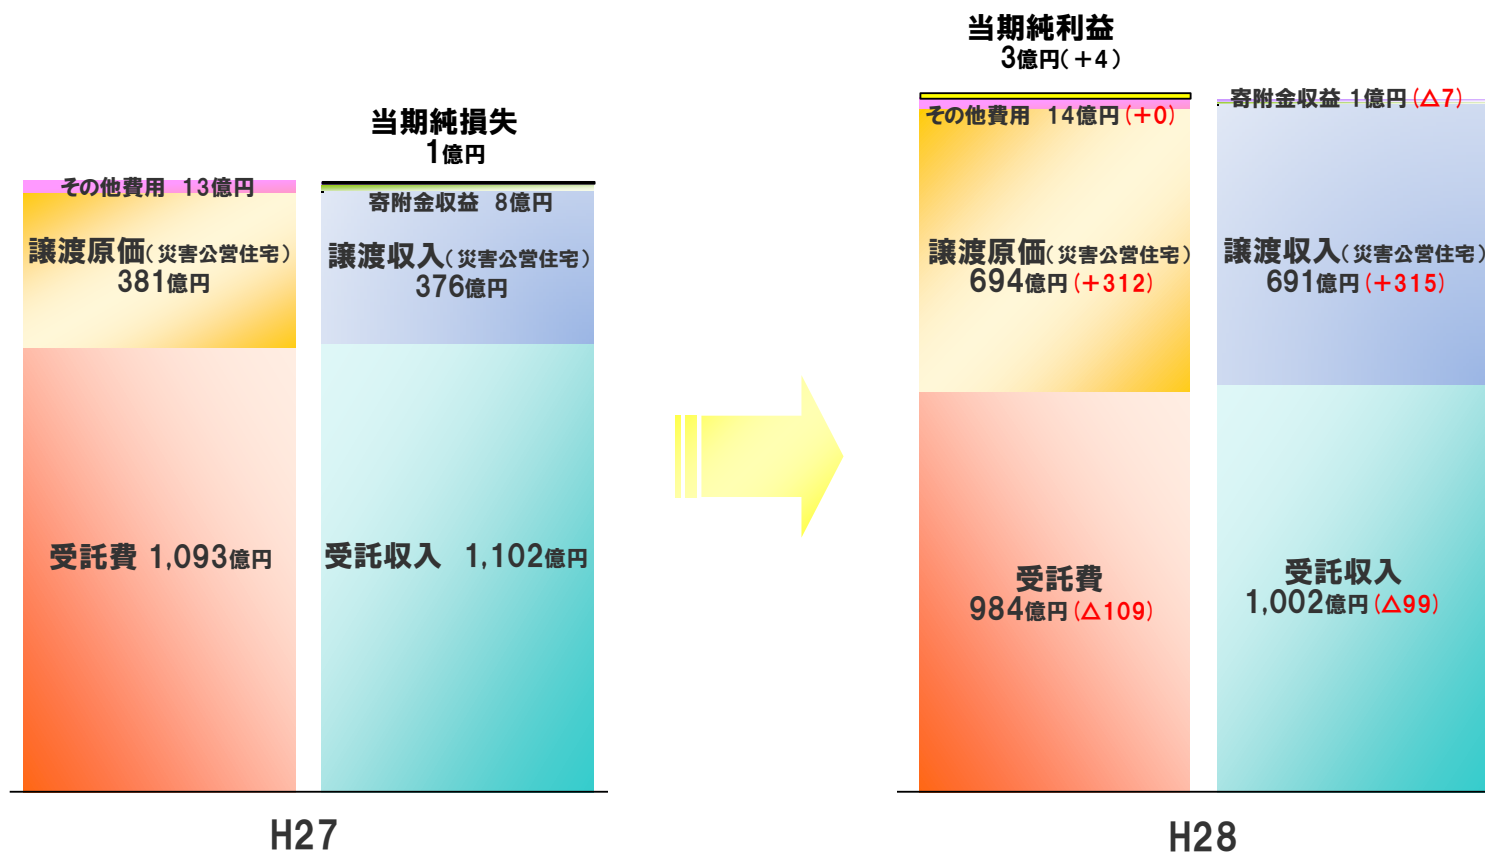 当期純損失
1億円
その他費用 13億円
寄附金収益 8億円
譲渡原価(災害公営住宅)
381億円
譲渡収入(災害公営住宅)
376億円
受託費 1,093億円
受託収入 1,102億円
H27
当期純利益
3億円(+4)
その他費用 14億円(+0)
寄附金収益 1億円(△7)
譲渡原価(災害公営住宅)
694億円(+312)
譲渡収入(災害公営住宅)
691億円(+315)
受託費
984億円(△109)
受託収入
1,002億円(△99)
H28